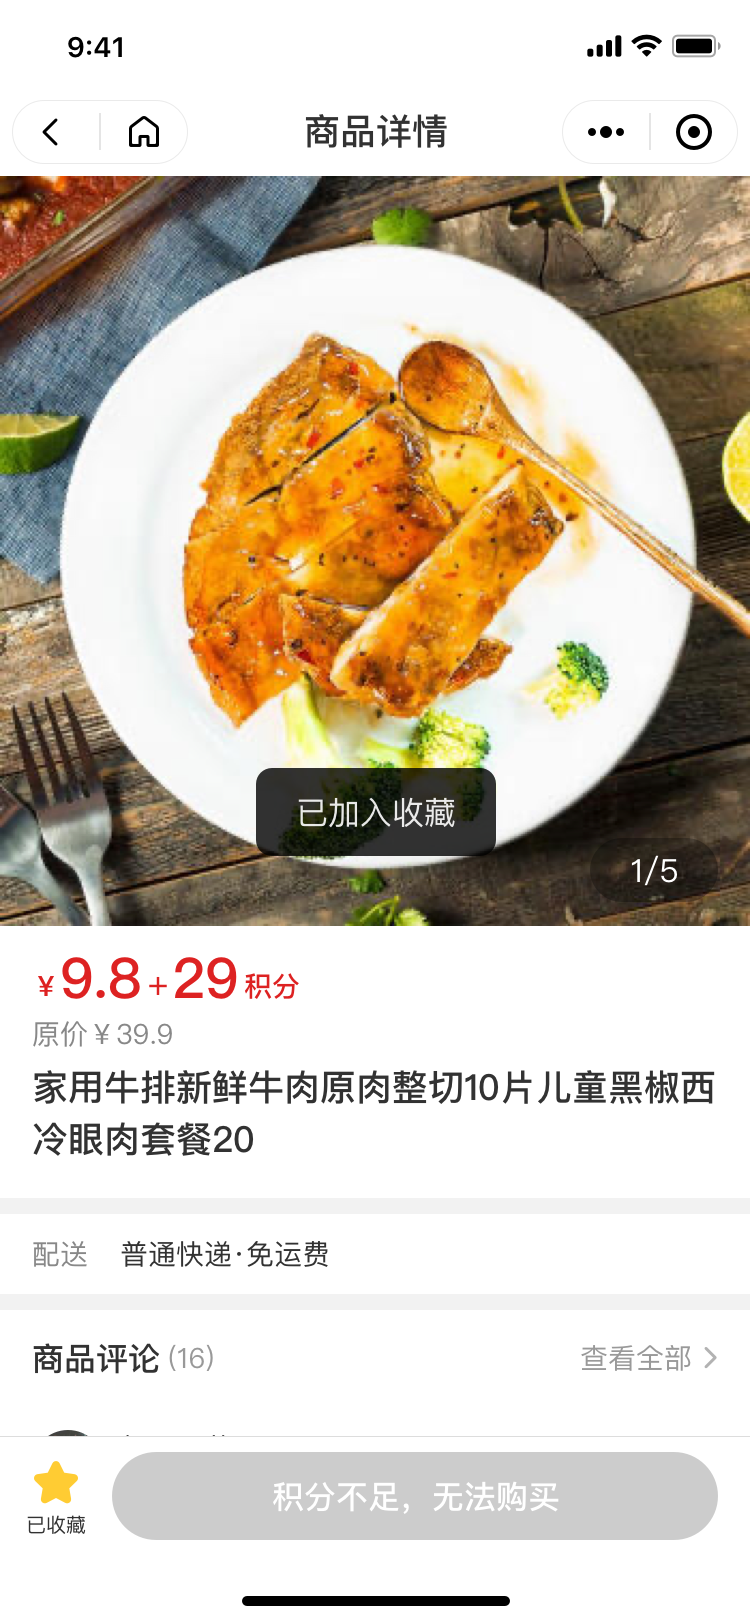 9:41
商品详情
已加入收藏
1/5
¥9.8+29积分
原价 ¥ 39.9
家用牛排新鲜牛肉原肉整切10片儿童黑椒西
冷眼肉套餐20
配送 普通快递·免运费
商品评论 (16) 查看全部
积分不足，无法购买
已收藏